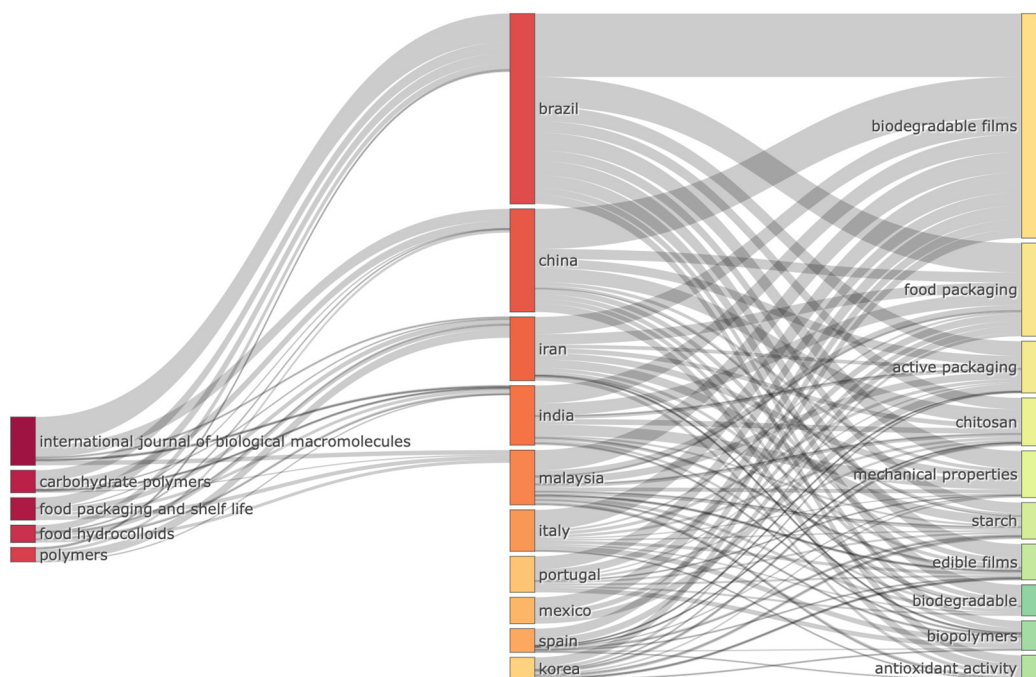 international journal of biological macromolecules
carbohydrate polymers
food packaging and shelf life
food hydrocolloids
polymers
brazil
china
iran
india
malaysia
italy
portugal
mexico
spain
korea
biodegradable films
food packaging
active packaging
chitosan
mechanical properties
starch
edible films
biodegradable
biopolymers
antioxidant activity